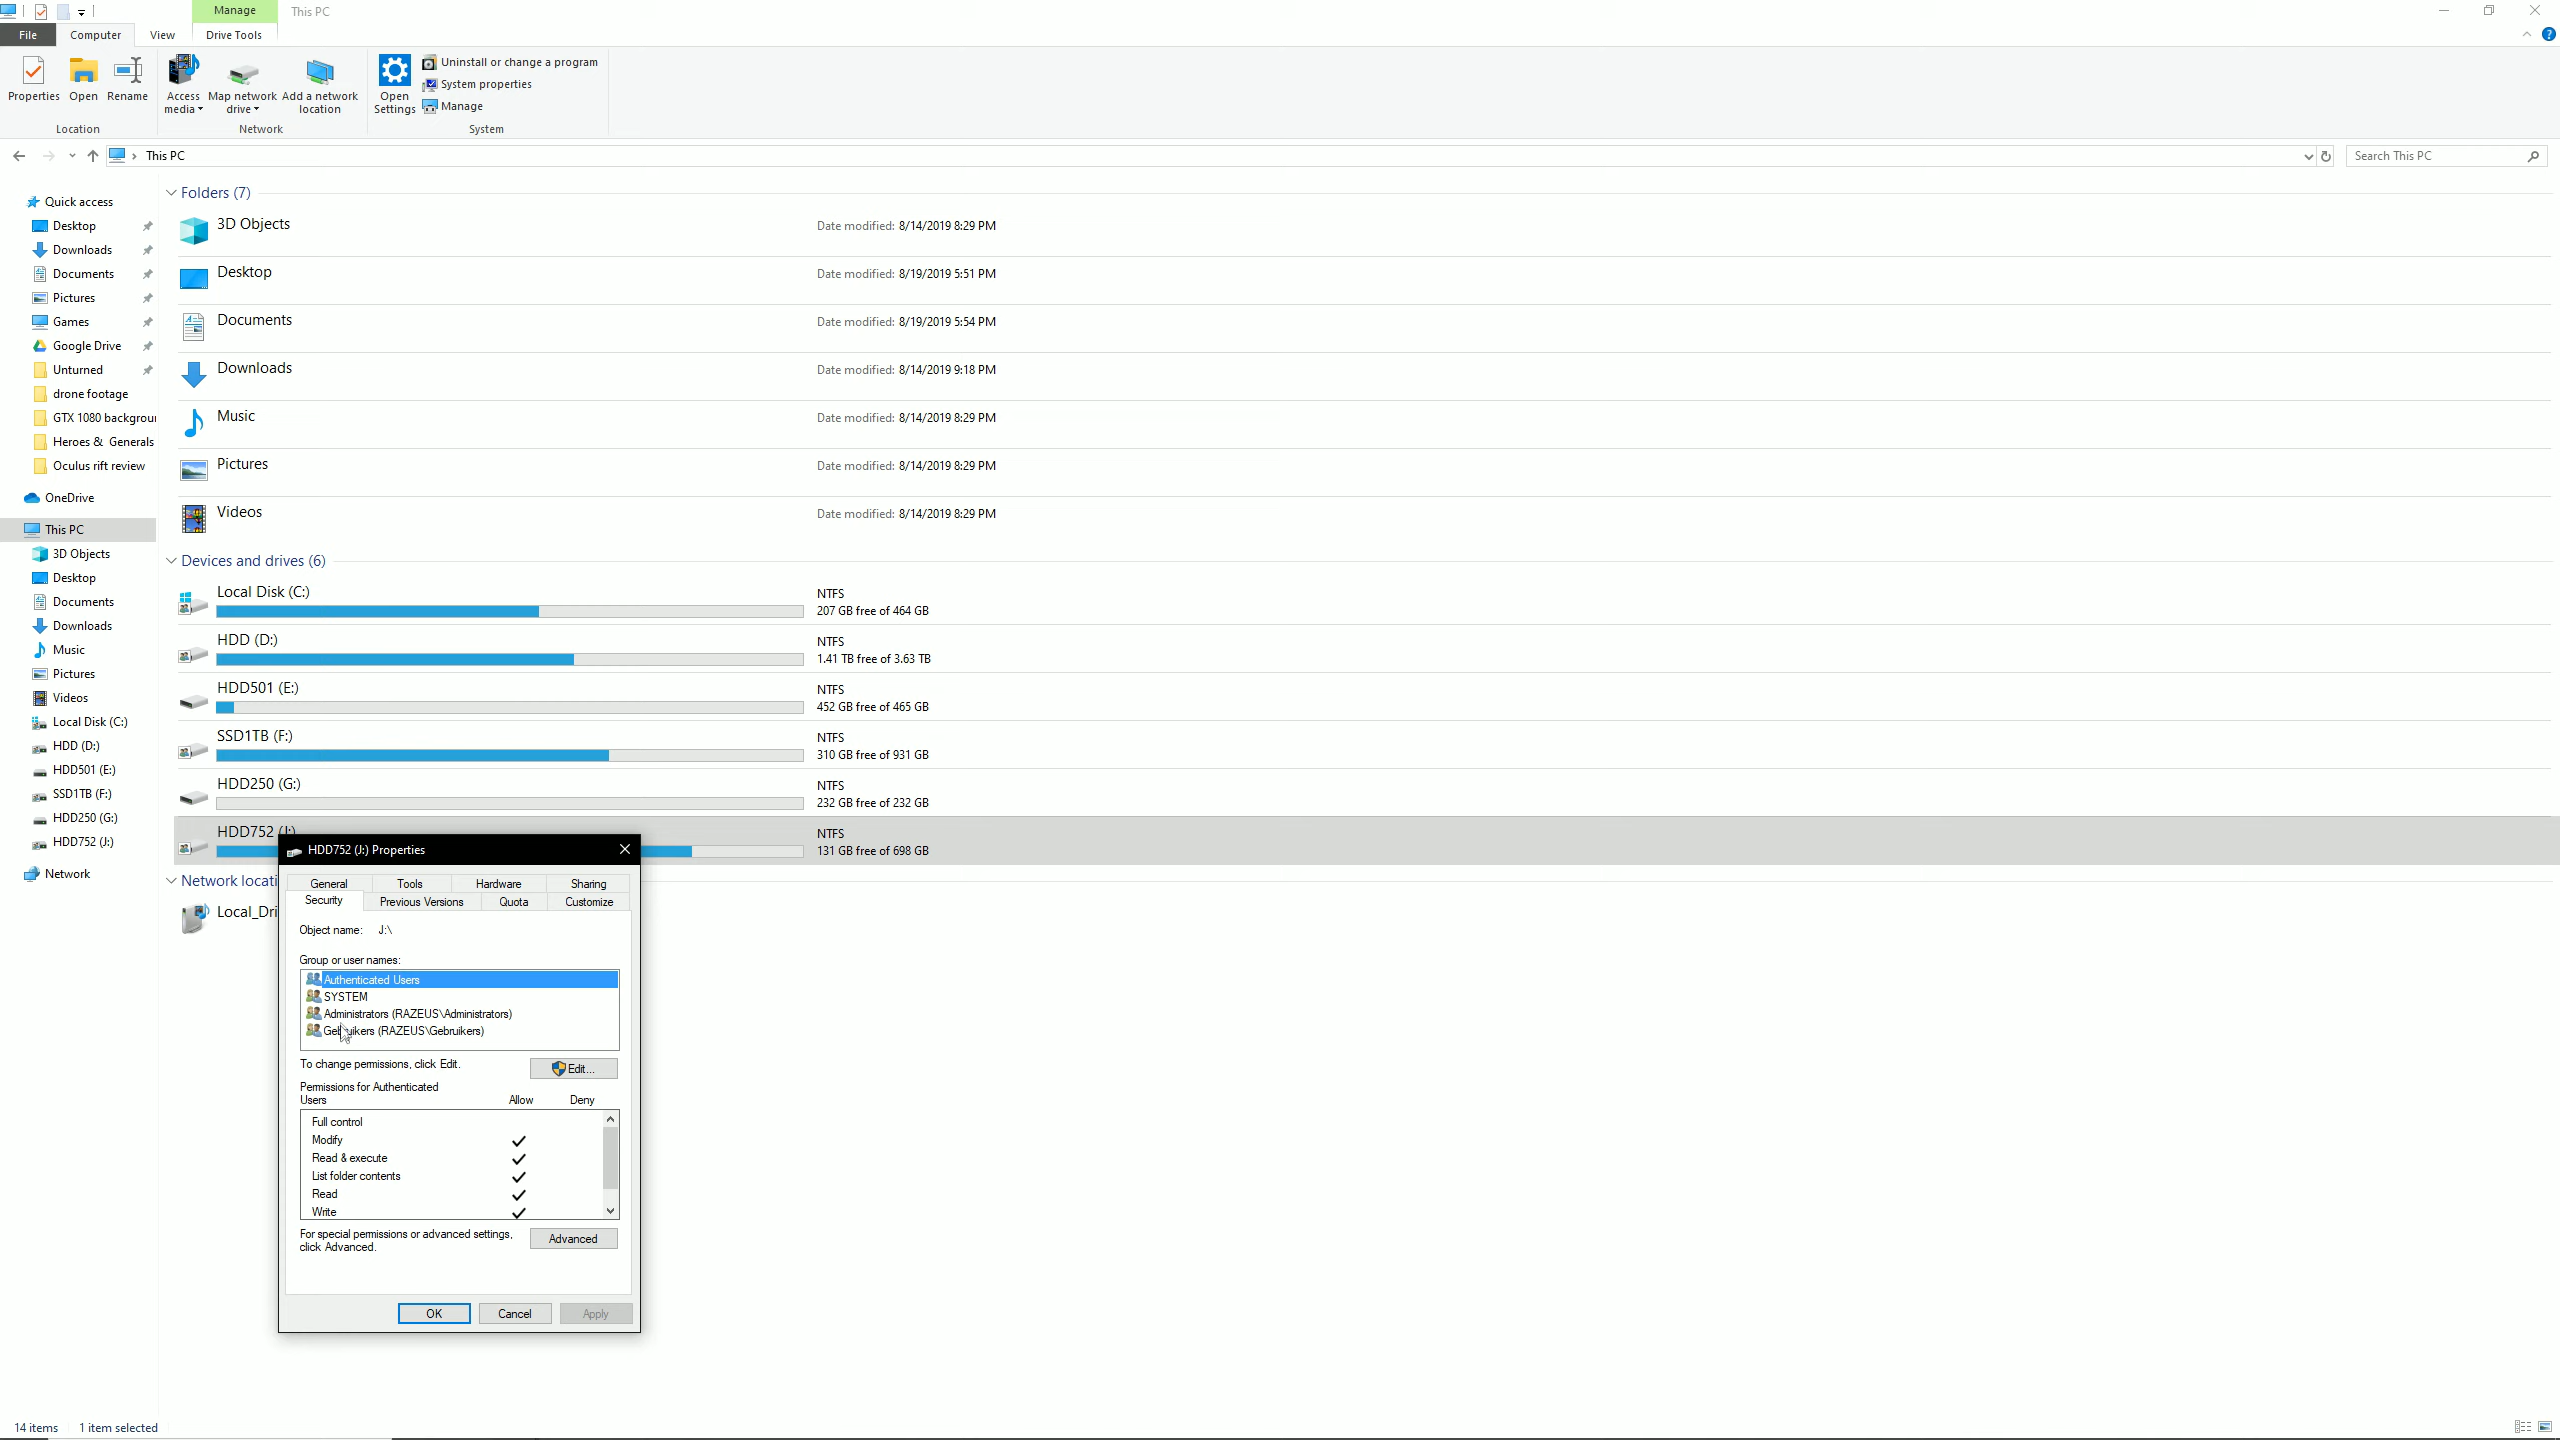 Manage
This PC
File
Computer
View
Drive Tools
Properties
Open
Rename
Access media
Map network drive
Add a network location
Open Settings
Uninstall or change a program
System properties
Manage
Location
Network
System
This PC
Search This PC
Quick access
Desktop
Downloads
Documents
Pictures
Games
Google Drive
Unturned
drone footage
GTX 1080
Heroes & Generals
Oculus rift review
OneDrive
This PC
3D Objects
Desktop
Documents
Downloads
Music
Pictures
Videos
Local Disk (C:)
HDD (D:)
HDD501 (E:)
SSD1TB (F:)
HDD250 (G:)
HDD752 (J:)
Network
Folders (7)
3D Objects
Date modified: 8/14/2019 8:29 PM
Desktop
Date modified: 8/19/2019 5:51 PM
Documents
Date modified: 8/19/2019 5:54 PM
Downloads
Date modified: 8/14/2019 9:18 PM
Music
Date modified: 8/14/2019 8:29 PM
Pictures
Date modified: 8/14/2019 8:29 PM
Videos
Date modified: 8/14/2019 8:29 PM
Devices and drives (6)
Local Disk (C:)
NTFS
207 GB free of 464 GB
HDD (D:)
NTFS
1.41 TB free of 3.63 TB
HDD501 (E:)
NTFS
452 GB free of 465 GB
SSD1TB (F:)
NTFS
310 GB free of 931 GB
HDD250 (G:)
NTFS
232 GB free of 232 GB
HDD752 (J:)
NTFS
131 GB free of 698 GB
Network
HDD752 (J:) Properties
General
Tools
Hardware
Sharing
Security
Previous Versions
Quota
Customize
Object name: J:\
Group or user names:
Authenticated Users
SYSTEM
Administrators (RAZEUS\Administrators)
Gebruikers (RAZEUS\Gebruikers)
To change permissions, click Edit.
Edit...
Permissions for Authenticated
Users
Allow
Deny
Full control
Modify
Read & execute
List folder contents
Read
Write
For special permissions or advanced settings,
click Advanced.
Advanced
OK
Cancel
Apply
14 items
1 item selected